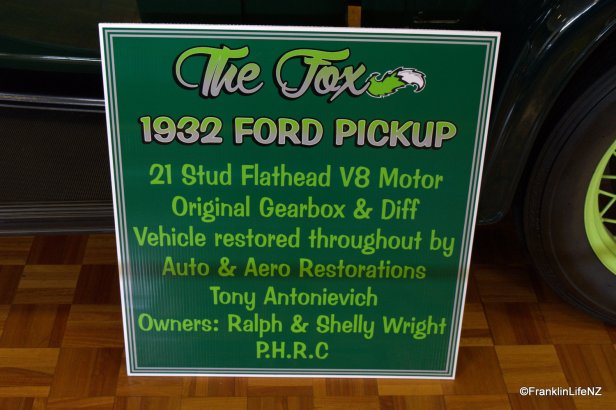 The Fox
1932 FORD PICKUP
21 Stud Flathead V8 Motor
Original Gearbox & Diff
Vehicle restored throughout by
Auto & Aero Restorations
Tony Antonievich
Owners: Ralph & Shelly Wright
P.H.R.C
©FranklinLifeNZ